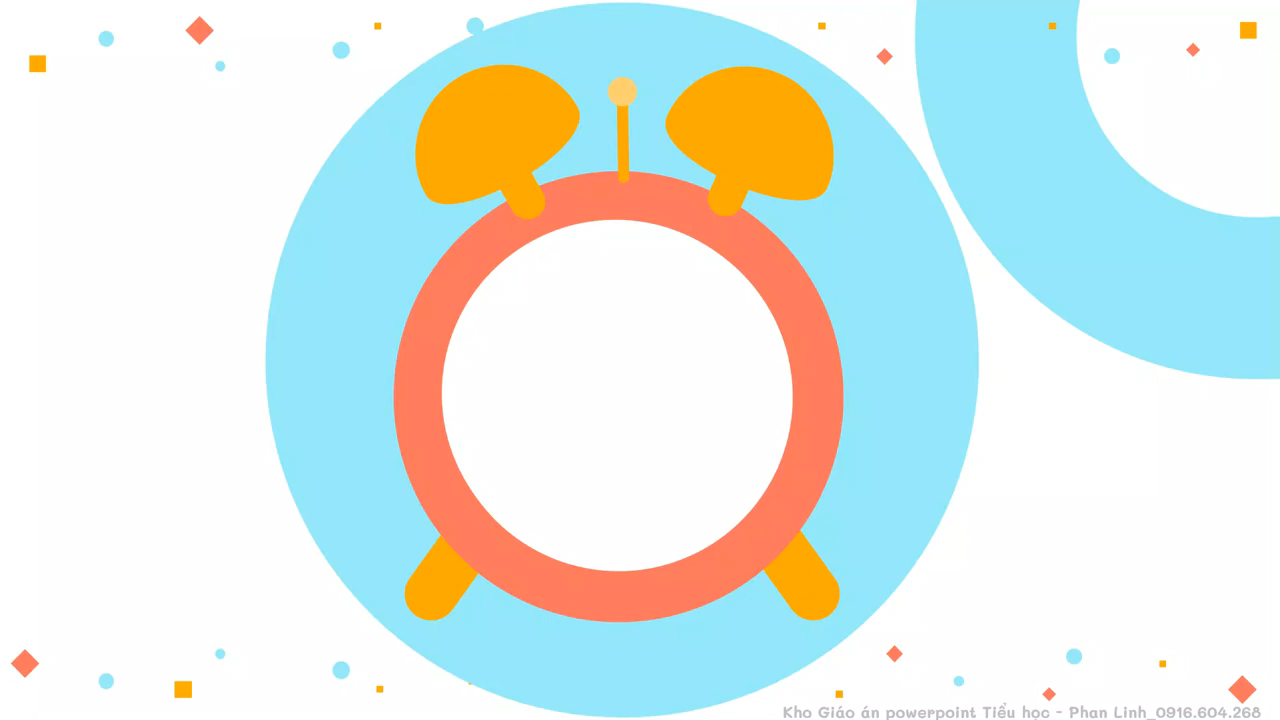 Kho Giáo án powerpoint Tiểu học - Phan Linh_0916.604.268